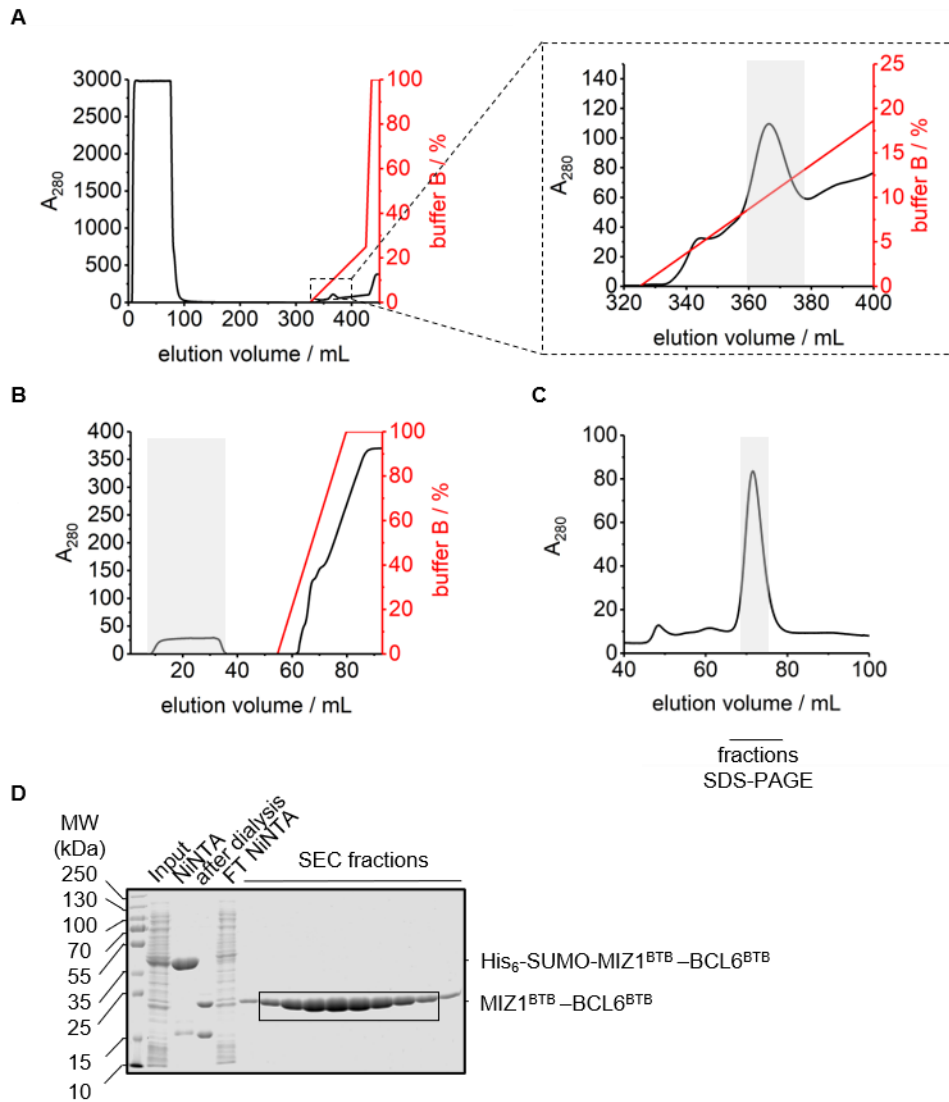 A
3000
2500
2000
1500
1000
500
0
A280
0 100 200 300 400
elution volume / mL
100
80
60
40
20
0
buffer B / %
140
120
100
80
60
40
20
0
A280
320 340 360 380 400
elution volume / mL
25
20
15
10
5
0
buffer B / %
B
400
350
300
250
200
150
100
50
0
A280
20 40 60 80
elution volume / mL
100
80
60
40
20
0
buffer B / %
C
100
80
60
40
20
0
A280
40 60 80 100
elution volume / mL
fractions
SDS-PAGE
D
MW
(kDa)
250
130
100
70
55
35
25
15
10
Input
NiNTA
after dialysis
FT NiNTA
SEC fractions
His6-SUMO-MIZ1BTB–BCL6BTB
MIZ1BTB–BCL6BTB